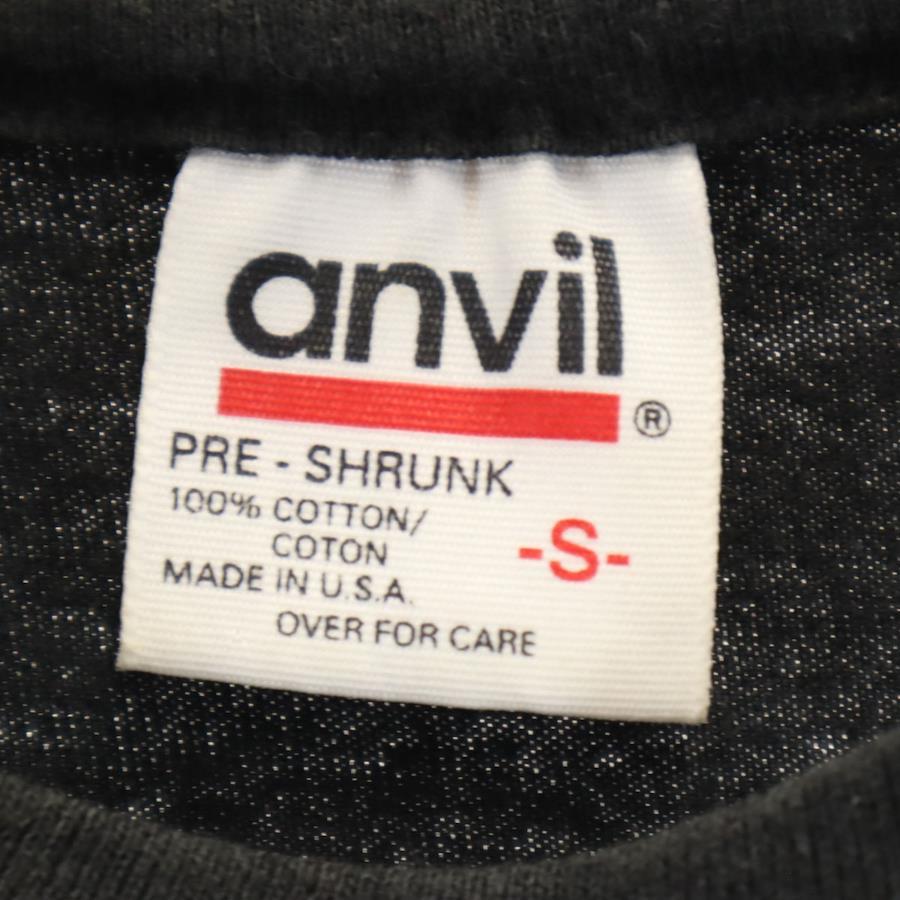 anvil
®
PRE - SHRUNK
100% COTTON/
COTON
-S-
MADE IN U.S.A.
OVER FOR CARE